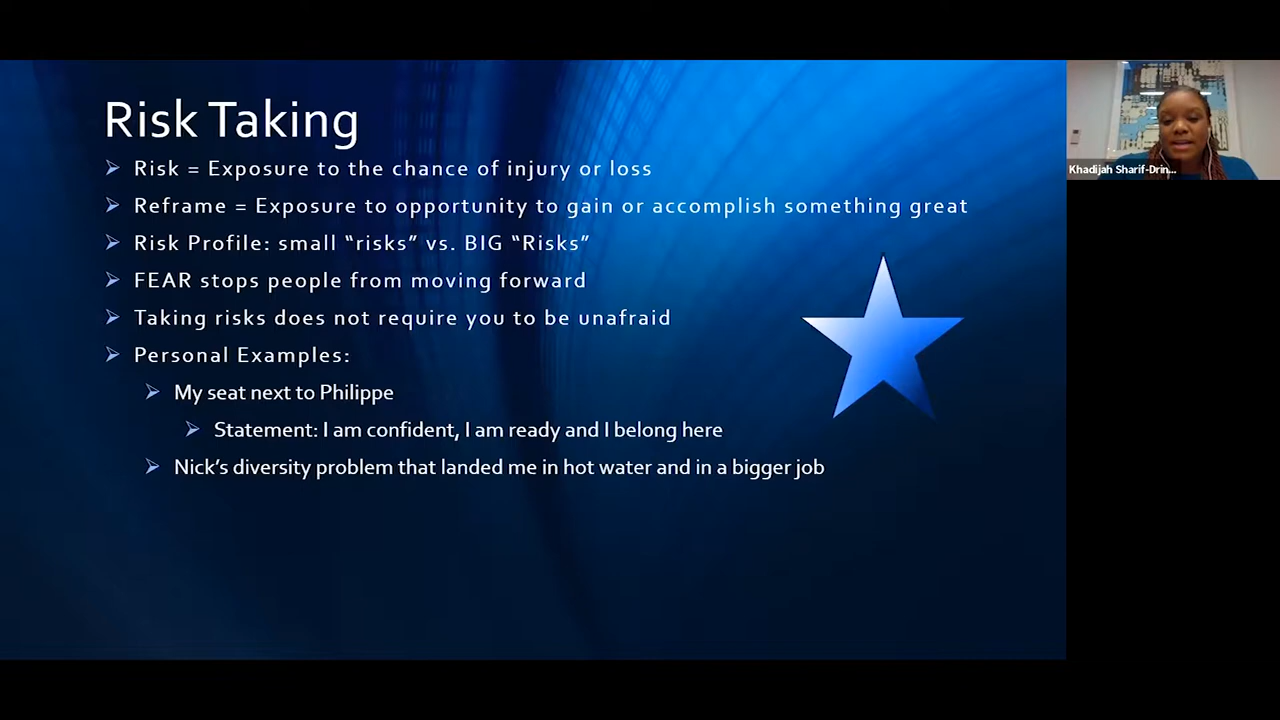 Risk Taking
Risk = Exposure to the chance of injury or loss
Reframe = Exposure to opportunity to gain or accomplish something great
Risk Profile: small “risks” vs. BIG “Risks”
FEAR stops people from moving forward
Taking risks does not require you to be unafraid
Personal Examples:
My seat next to Philippe
Statement: I am confident, I am ready and I belong here
Nick’s diversity problem that landed me in hot water and in a bigger job
Khadijah Sharif-Drin...